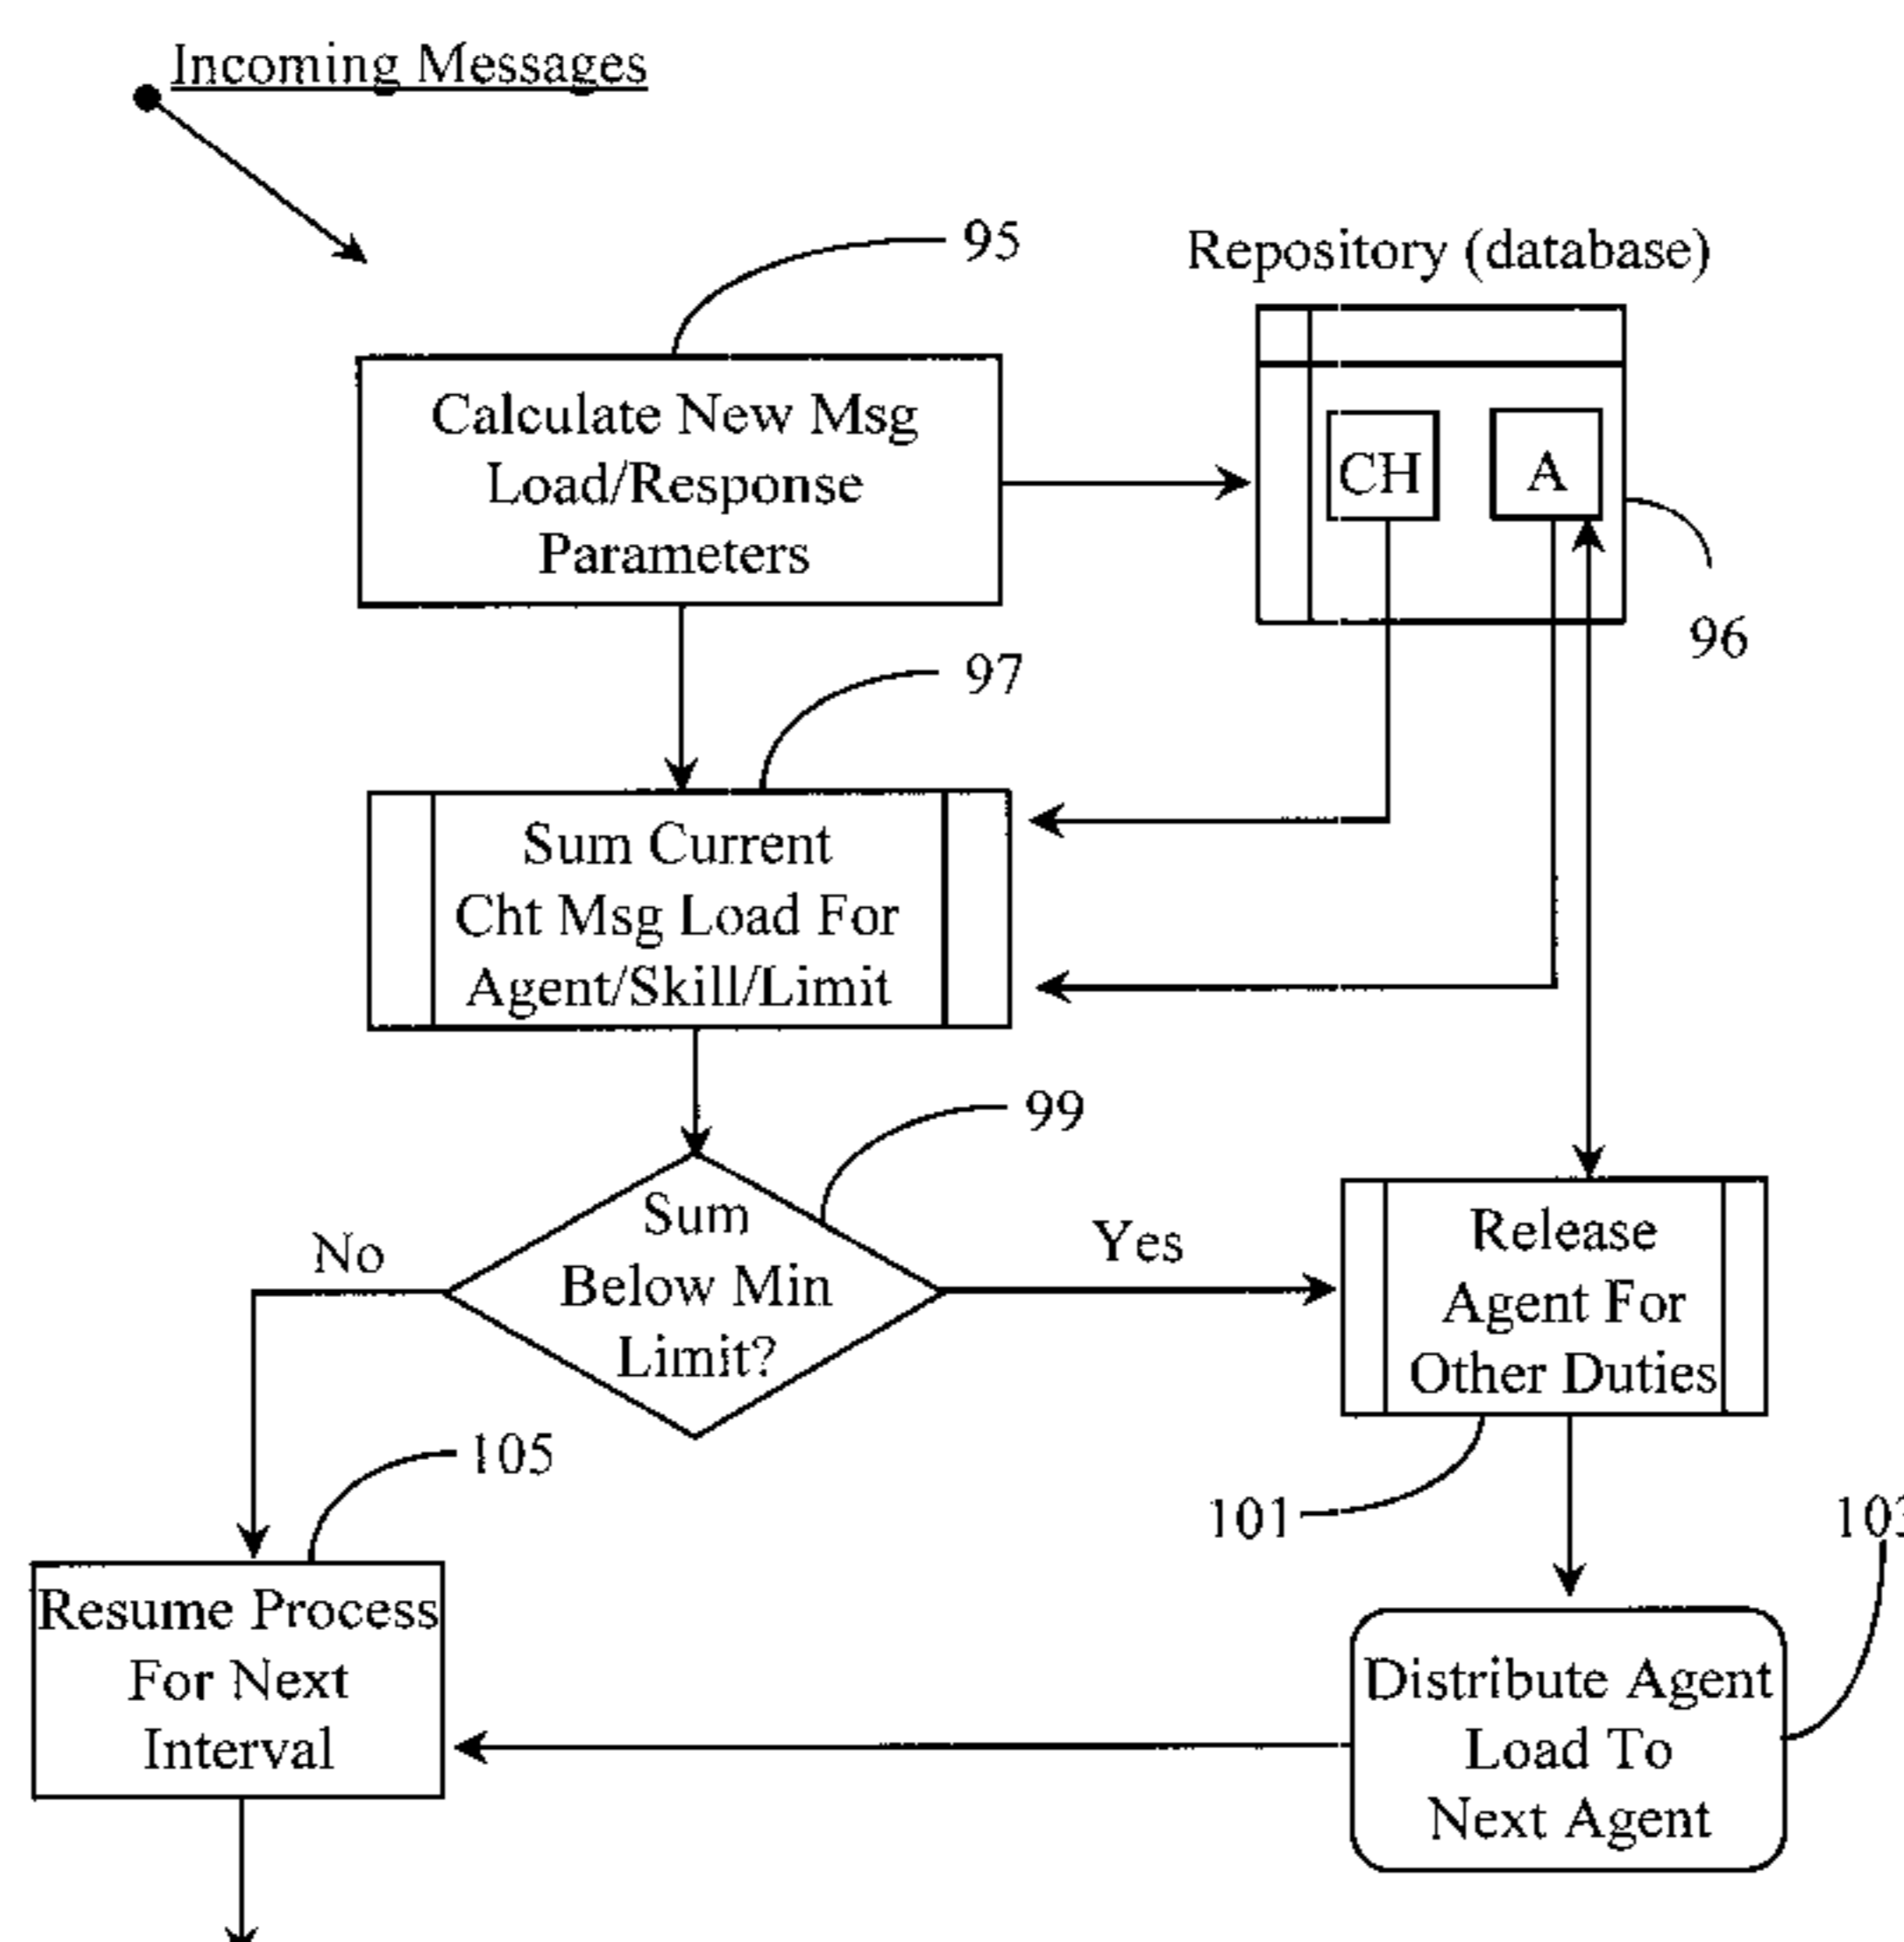 Incoming Messages
95
Repository (database)
Calculate New Msg
Load/Response
Parameters
CH
A
96
97
Sum Current
Cht Msg Load For
Agent/Skill/Limit
99
Sum
Below Min
Limit?
No
Yes
Release
Agent For
Other Duties
105
101
Resume Process
For Next
Interval
Distribute Agent
Load To
Next Agent